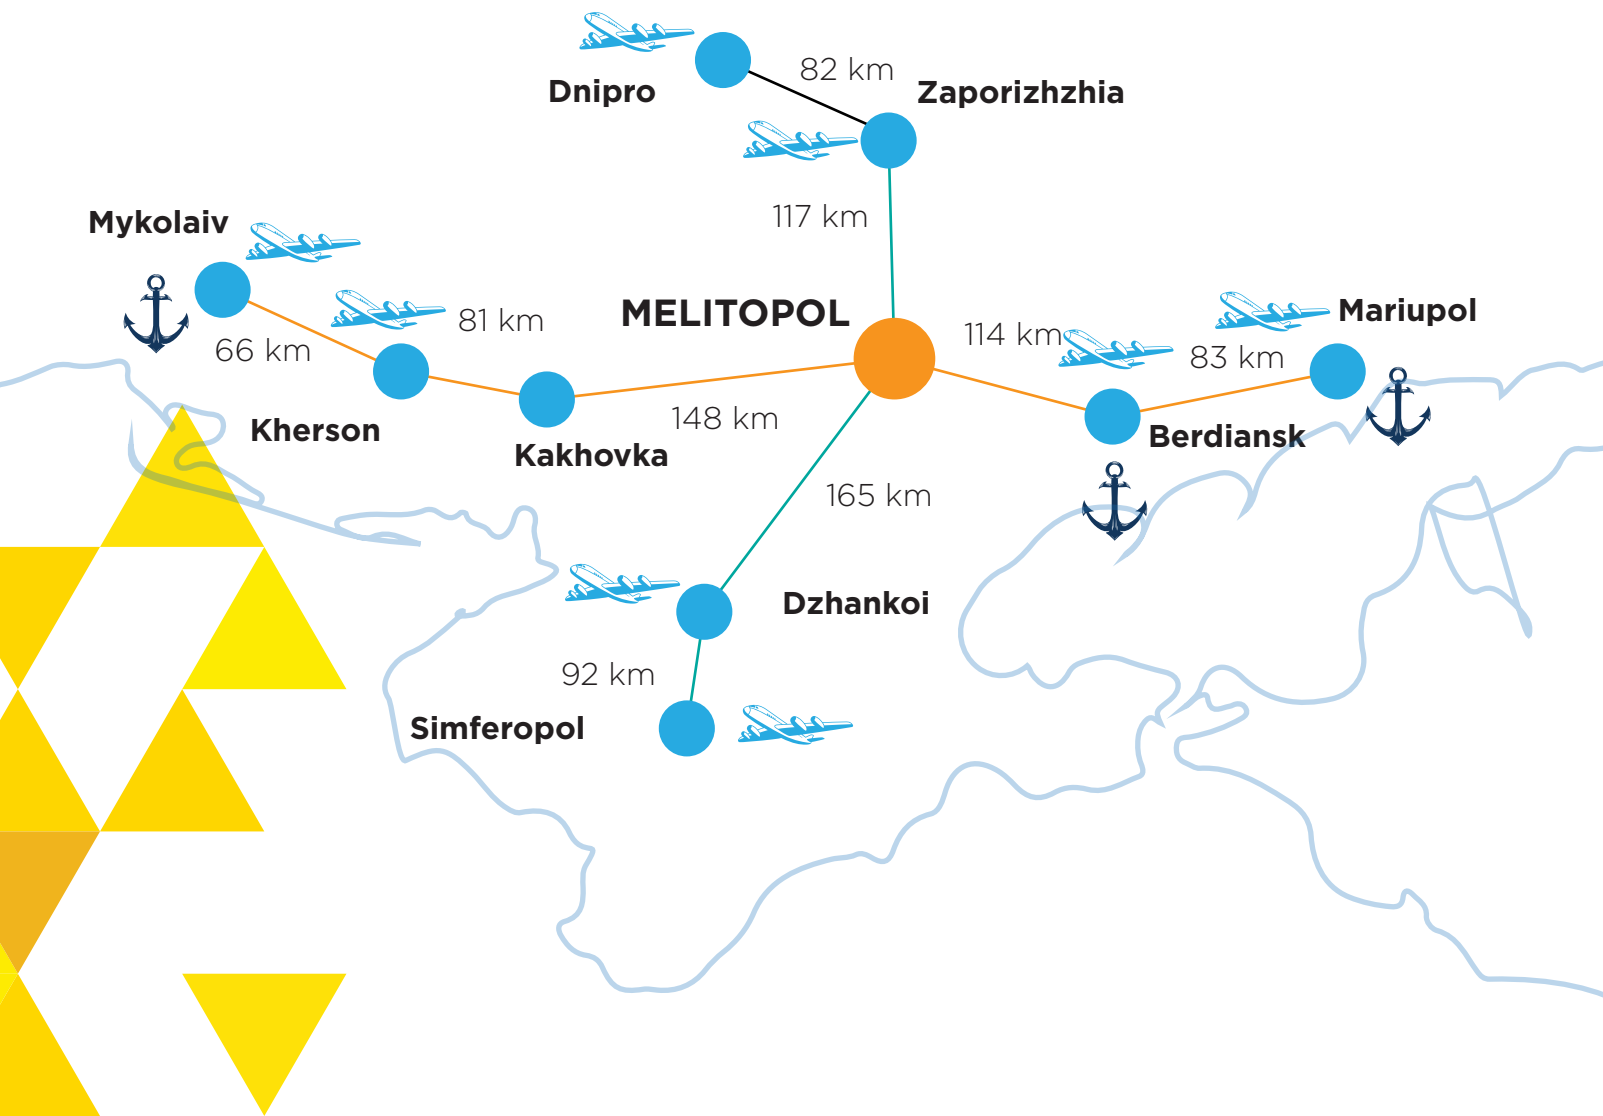 82 km
Dnipro
Zaporizhzhia
117 km
Mykolaiv
MELITOPOL
81 km
66 km
114 km
Mariupol
83 km
148 km
Kherson
Kakhovka
Berdiansk
165 km
Dzhankoi
92 km
Simferopol